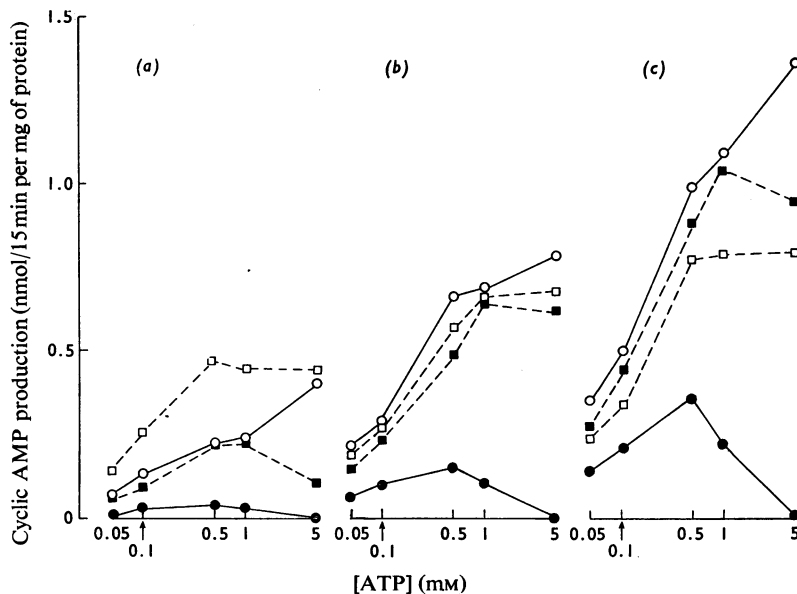 Cyclic AMP production (nmol/15 min per mg of protein)
1.5
1.0
0.5
0
(a)
(b)
(c)
0.05 0.1 0.5 1 5
0.05 0.1 0.5 1 5
0.05 0.1 0.5 1 5
[ATP] (mM)